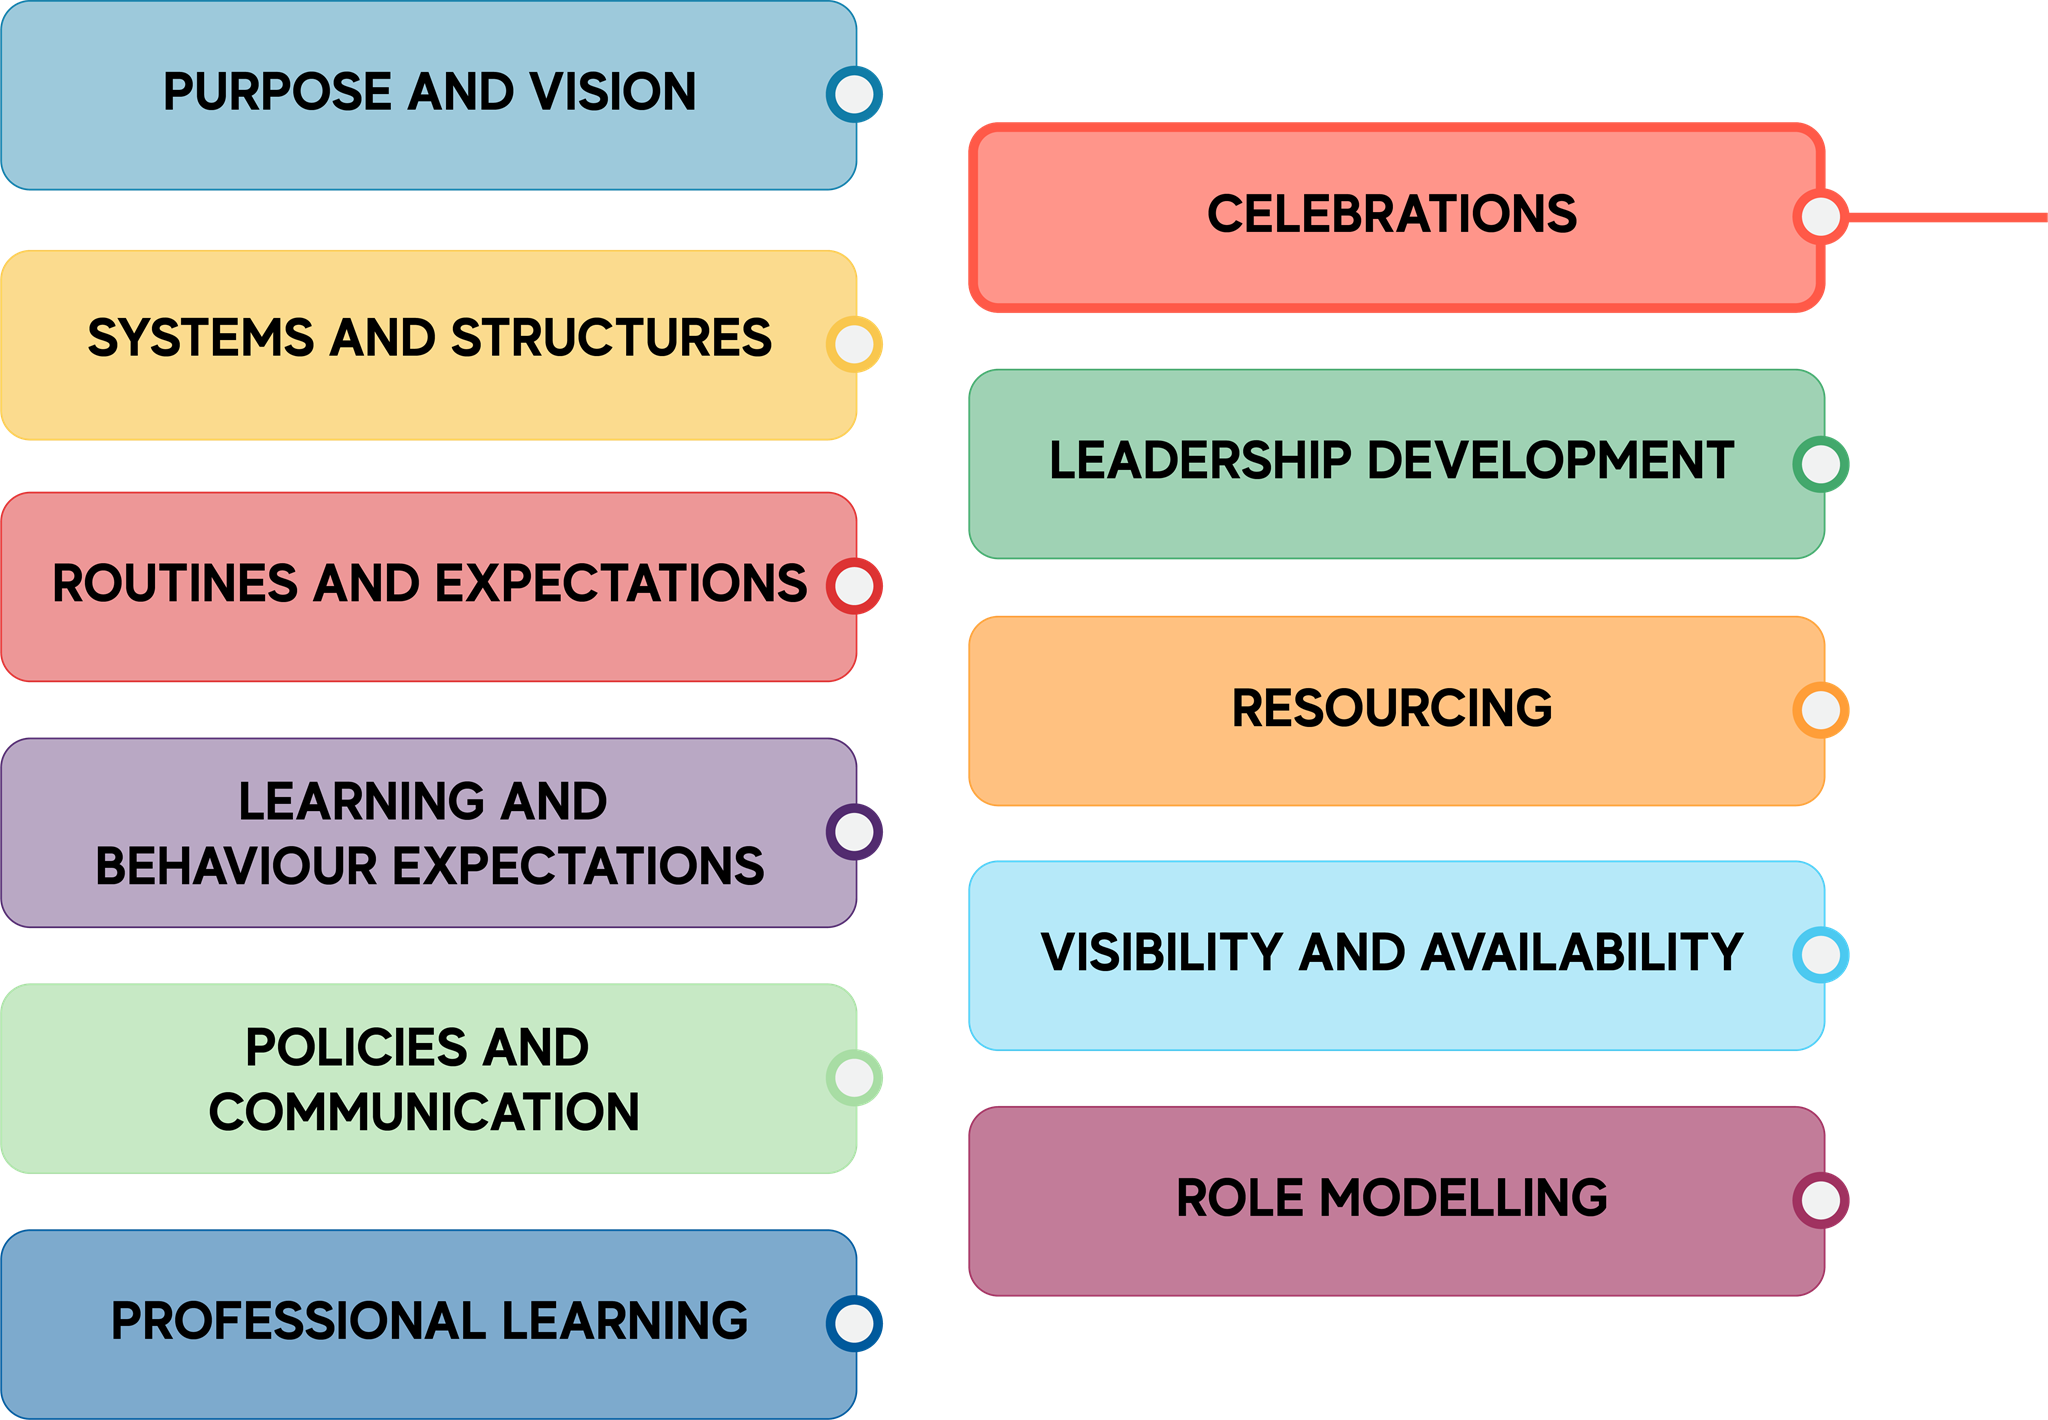 PURPOSE AND VISION
SYSTEMS AND STRUCTURES
ROUTINES AND EXPECTATIONS
LEARNING AND
BEHAVIOUR EXPECTATIONS
POLICIES AND
COMMUNICATION
PROFESSIONAL LEARNING
CELEBRATIONS
LEADERSHIP DEVELOPMENT
RESOURCING
VISIBILITY AND AVAILABILITY
ROLE MODELLING